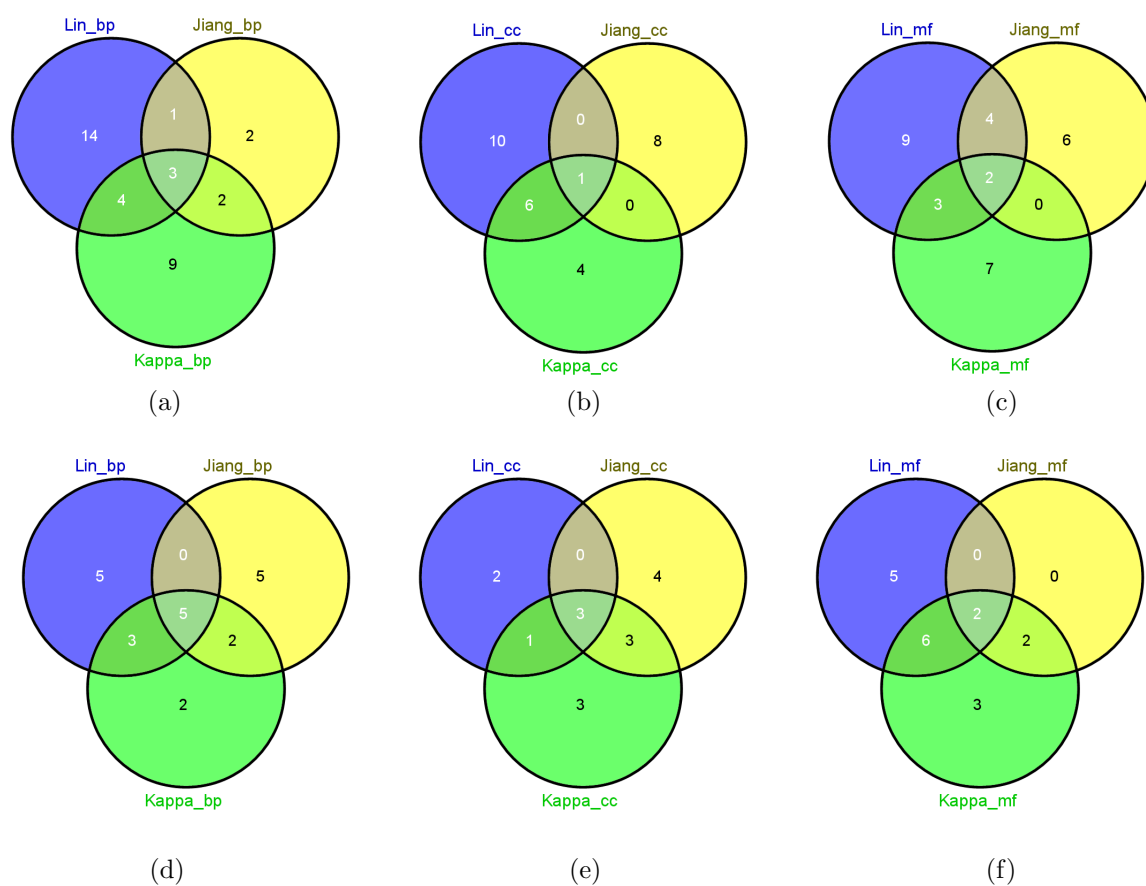 Lin_bp Jiang_bp
1
14 2
3
4 2
9
Kappa_bp
(a)
Lin_cc Jiang_cc
0
10 8
1
6 0
4
Kappa_cc
(b)
Lin_mf Jiang_mf
4
9 6
2
3 0
7
Kappa_mf
(c)
Lin_bp Jiang_bp
0
5 5
5
3 2
2
Kappa_bp
(d)
Lin_cc Jiang_cc
0
2 4
3
1 3
3
Kappa_cc
(e)
Lin_mf Jiang_mf
0
5 0
2
6 2
3
Kappa_mf
(f)